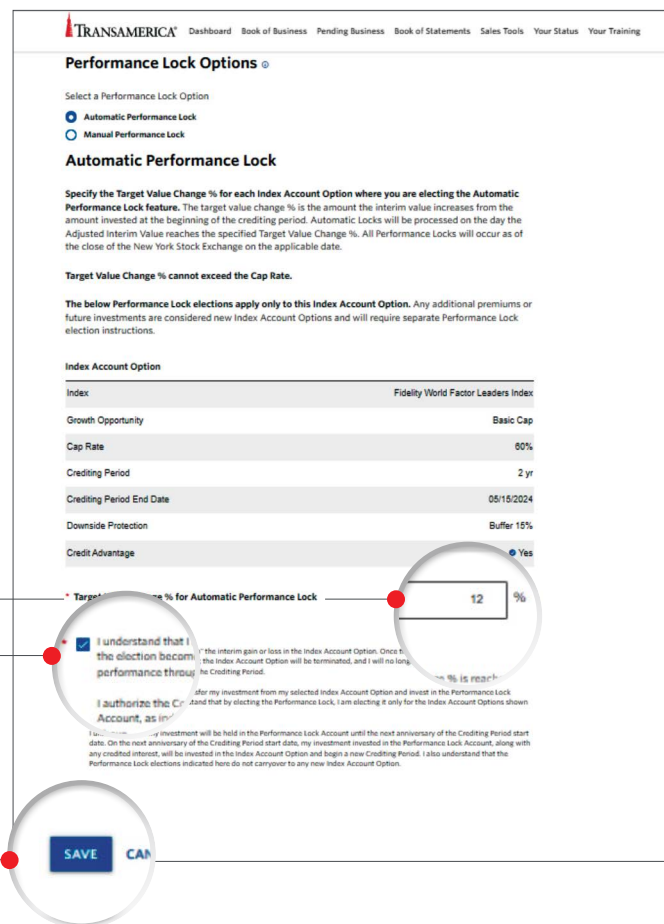 TRANSAMERICA® Dashboard Book of Business Pending Business Book of Statements Sales Tools Your Status Your Training
Performance Lock Options
Select a Performance Lock Option
Automatic Performance Lock
Manual Performance Lock
Automatic Performance Lock
Specify the Target Value Change % for each Index Account Option where you are electing the Automatic
Performance Lock feature. The target value change % is the amount the interim value increases from the
amount invested at the beginning of the crediting period. Automatic Locks will be processed on the day the
Adjusted Interim Value reaches the specified Target Value Change %. All Performance Locks will occur as of
the close of the New York Stock Exchange on the applicable date.
Target Value Change % cannot exceed the Cap Rate.
The below Performance Lock elections apply only to this Index Account Option. Any additional premiums or
future investments are considered new Index Account Options and will require separate Performance Lock
election instructions.
Index Account Option
Index Fidelity World Factor Leaders Index
Growth Opportunity Basic Cap
Cap Rate 60%
Crediting Period 2 yr
Crediting Period End Date 05/15/2024
Downside Protection Buffer 15%
Credit Advantage Yes
* Target % for Automatic Performance Lock 12 %
* I understand that I the interim gain or loss in the Index Account Option. Once
the election becom the Index Account Option will be terminated, and I will no long % is reach
performance throug he Crediting Period.
my investment from my selected Index Account Option and invest in the Performance Lock
I authorize the C stand that by electing the Performance Lock, I am electing it only for the Index Account Options shown
Account, as ind
investment will be held in the Performance Lock Account until the next anniversary of the Crediting Period start
date. On the next anniversary of the Crediting Period start date, my investment invested in the Performance Lock Account, along with
any credited interest, will be invested in the Index Account Option and begin a new Crediting Period. I also understand that the
Performance Lock elections indicated here do not carryover to any new Index Account Option.
SAVE CAN